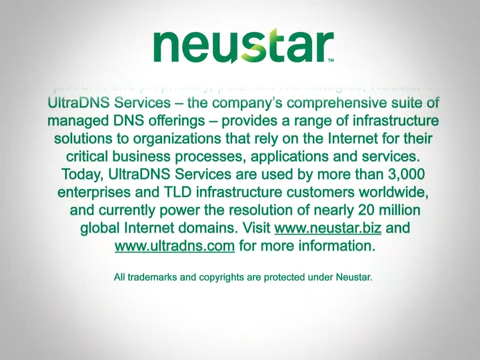 neustar™
UltraDNS Services – the company's comprehensive suite of
managed DNS offerings – provides a range of infrastructure
solutions to organizations that rely on the Internet for their
critical business processes, applications and services.
Today, UltraDNS Services are used by more than 3,000
enterprises and TLD infrastructure customers worldwide,
and currently power the resolution of nearly 20 million
global Internet domains. Visit www.neustar.biz and
www.ultradns.com for more information.
All trademarks and copyrights are protected under Neustar.